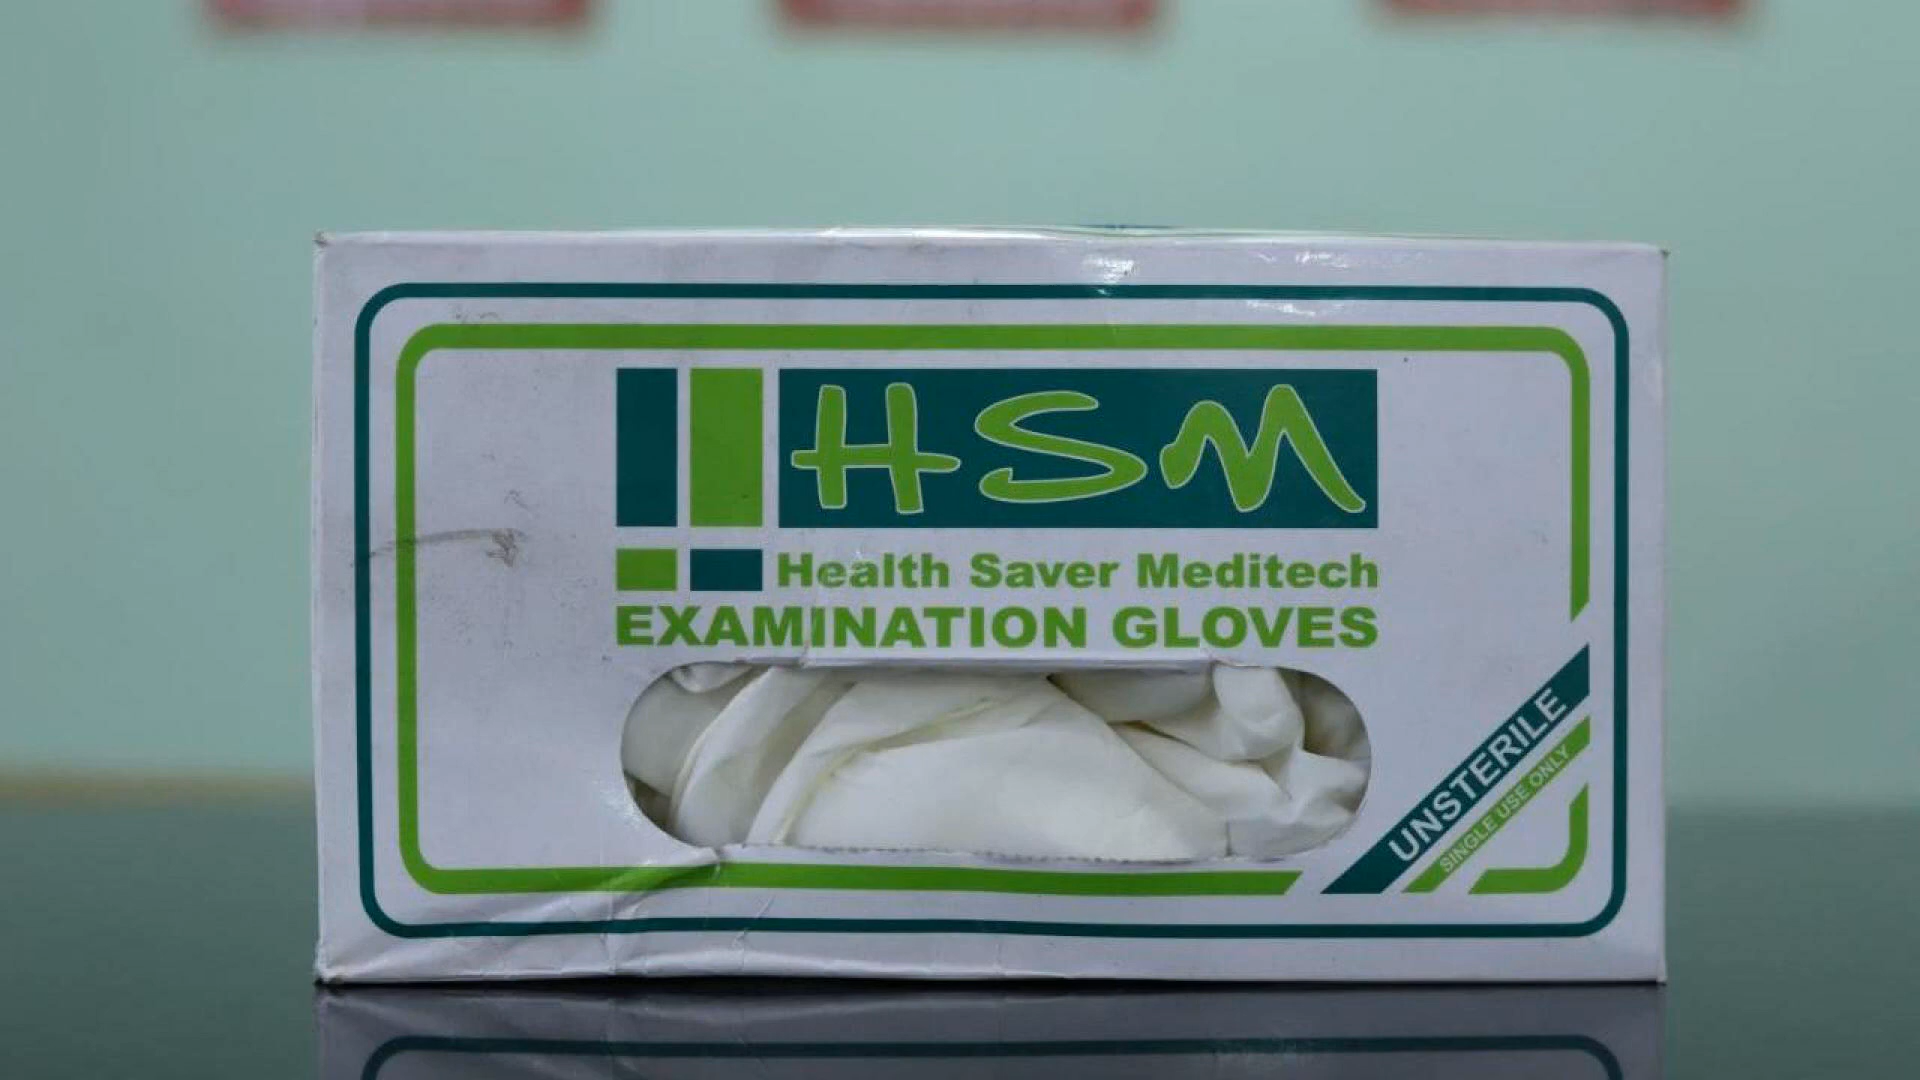 HSM
Health Saver Meditech
EXAMINATION GLOVES
UNSTERILE
SINGLE USE ONLY